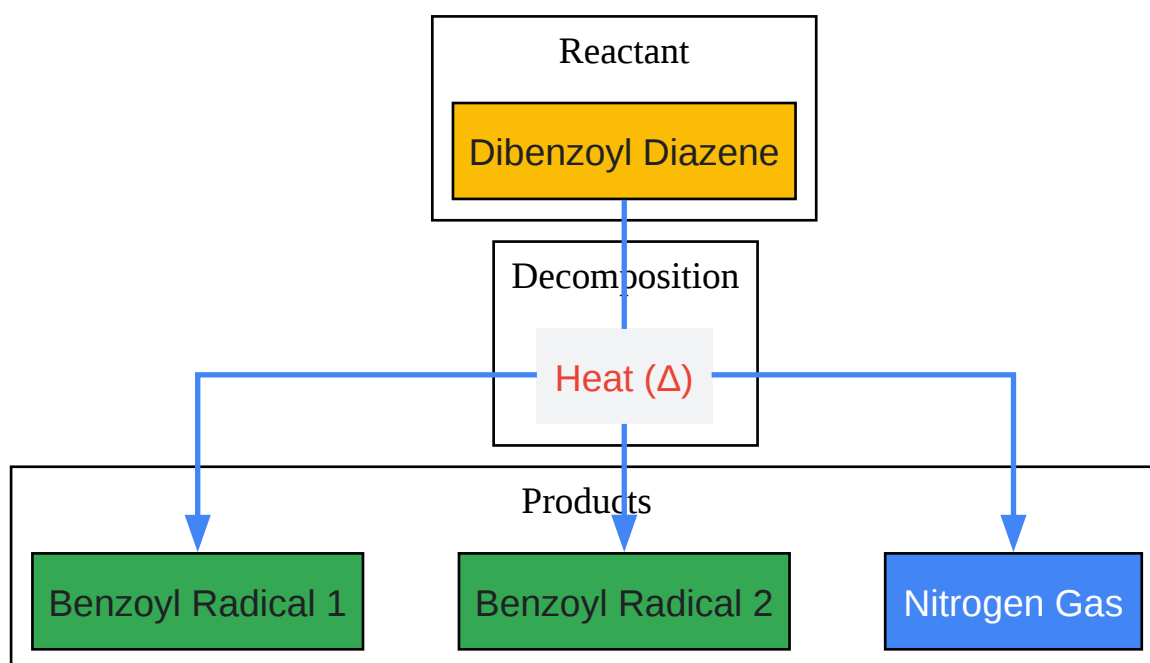 Reactant
Dibenzoyl Diazene
Decomposition
Heat (Δ)
Products
Benzoyl Radical 1
Benzoyl Radical 2
Nitrogen Gas